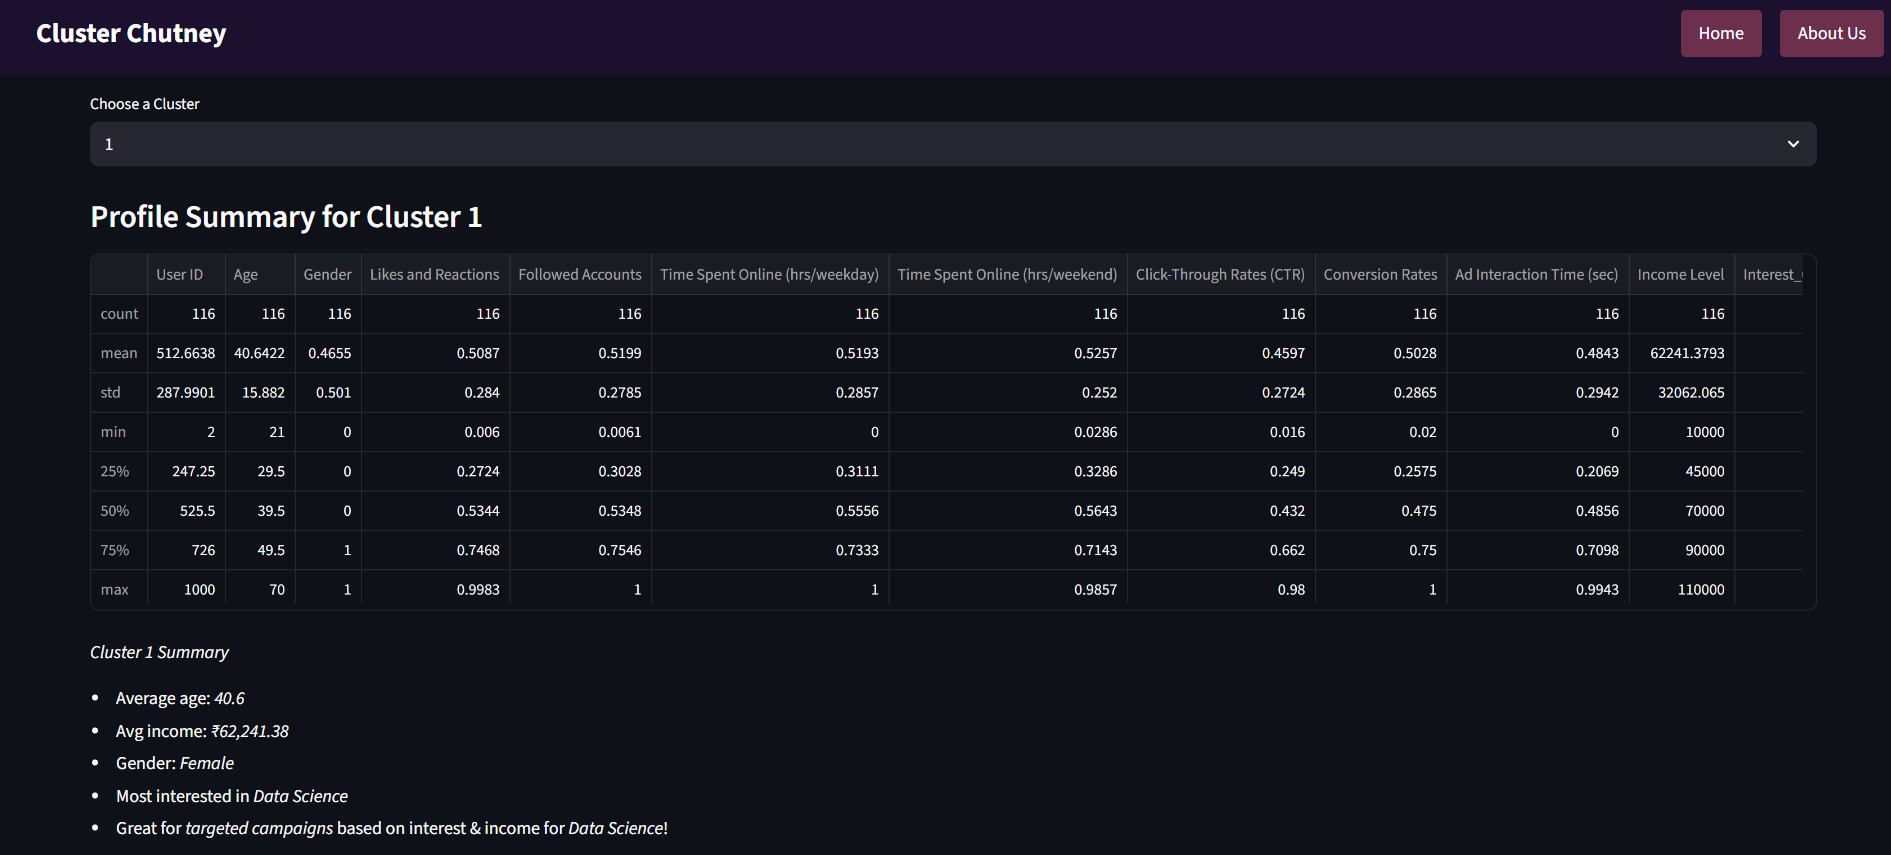 Cluster Chutney Home About Us
Choose a Cluster
1
Profile Summary for Cluster 1
User ID Age Gender Likes and Reactions Followed Accounts Time Spent Online (hrs/weekday) Time Spent Online (hrs/weekend) Click-Through Rates (CTR) Conversion Rates Ad Interaction Time (sec) Income Level Interest_
count 116 116 116 116 116 116 116 116 116 116 116
mean 512.6638 40.6422 0.4655 0.5087 0.5199 0.5193 0.5257 0.4597 0.5028 0.4843 62241.3793
std 287.9901 15.882 0.501 0.284 0.2785 0.2857 0.252 0.2724 0.2865 0.2942 32062.065
min 2 21 0 0.006 0.0061 0 0.0286 0.016 0.02 0 10000
25% 247.25 29.5 0 0.2724 0.3028 0.3111 0.3286 0.249 0.2575 0.2069 45000
50% 525.5 39.5 0 0.5344 0.5348 0.5556 0.5643 0.432 0.475 0.4856 70000
75% 726 49.5 1 0.7468 0.7546 0.7333 0.7143 0.662 0.75 0.7098 90000
max 1000 70 1 0.9983 1 1 0.9857 0.98 1 0.9943 110000
Cluster 1 Summary
• Average age: 40.6
• Avg income: ₹62,241.38
• Gender: Female
• Most interested in Data Science
• Great for targeted campaigns based on interest & income for Data Science!